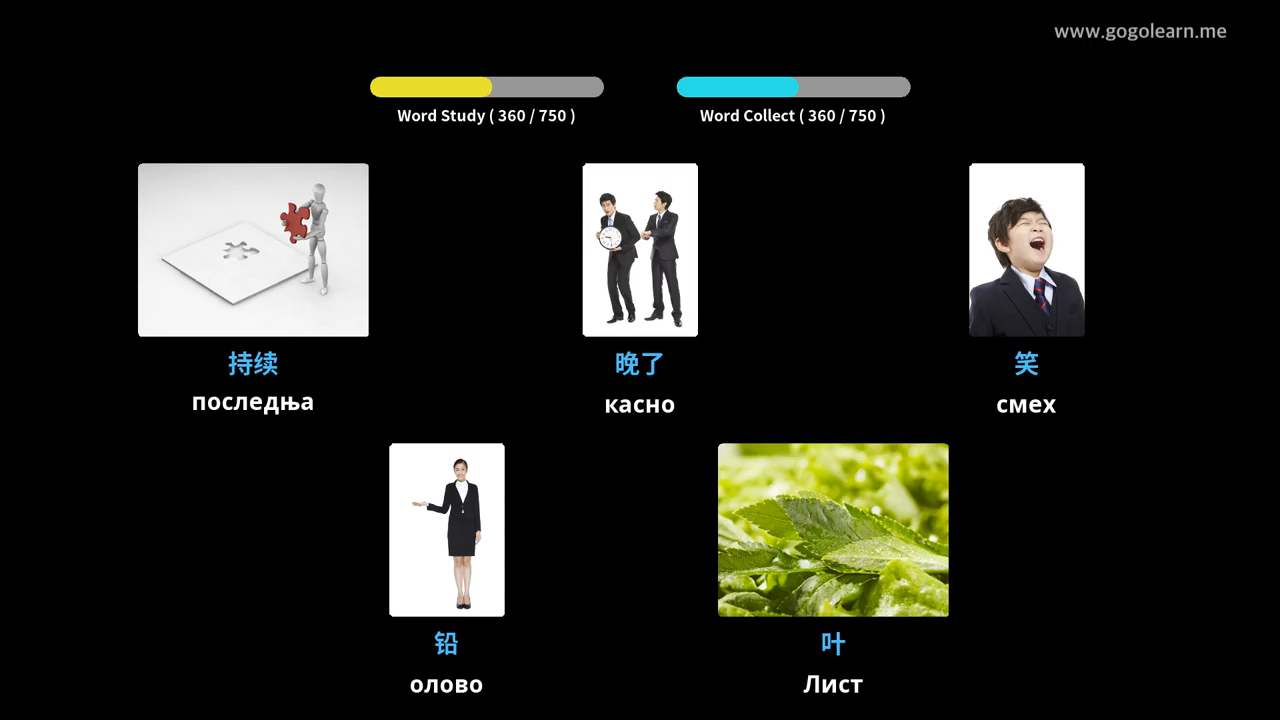 www.gogolearn.me
Word Study ( 360 / 750 )
Word Collect ( 360 / 750 )
持续
последња
晚了
касно
笑
смех
铅
олово
叶
Лист